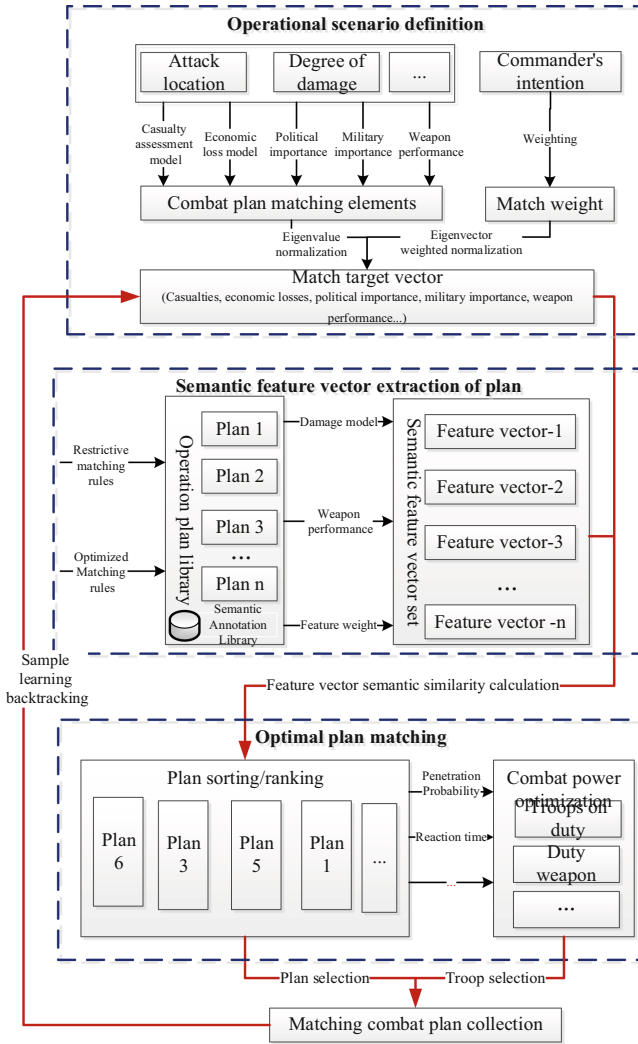 Operational scenario definition
Attack
location
Degree of
damage
...
Commander's
intention
Casualty
assessment
model
Economic
loss model
Political
importance
Military
importance
Weapon
performance
Weighting
Combat plan matching elements
Match weight
Eigenvalue
normalization
Eigenvector
weighted normalization
Match target vector
(Casualties, economic losses, political importance, military importance, weapon
performance...)
Semantic feature vector extraction of plan
Restrictive
matching
rules
Optimized
Matching
rules
Operation plan library
Plan 1
Plan 2
Plan 3
...
Plan n
Semantic
Annotation
Library
Damage model
Weapon
performance
Feature weight
Semantic feature vector set
Feature vector-1
Feature vector-2
Feature vector-3
...
Feature vector -n
Sample
learning
backtracking
Feature vector semantic similarity calculation
Optimal plan matching
Plan sorting/ranking
Plan
6
Plan
3
Plan
5
Plan
1
...
Penetration
Probability
Reaction time
...
Combat power
optimization
Troops on
duty
Duty
weapon
...
Plan selection
Troop selection
Matching combat plan collection